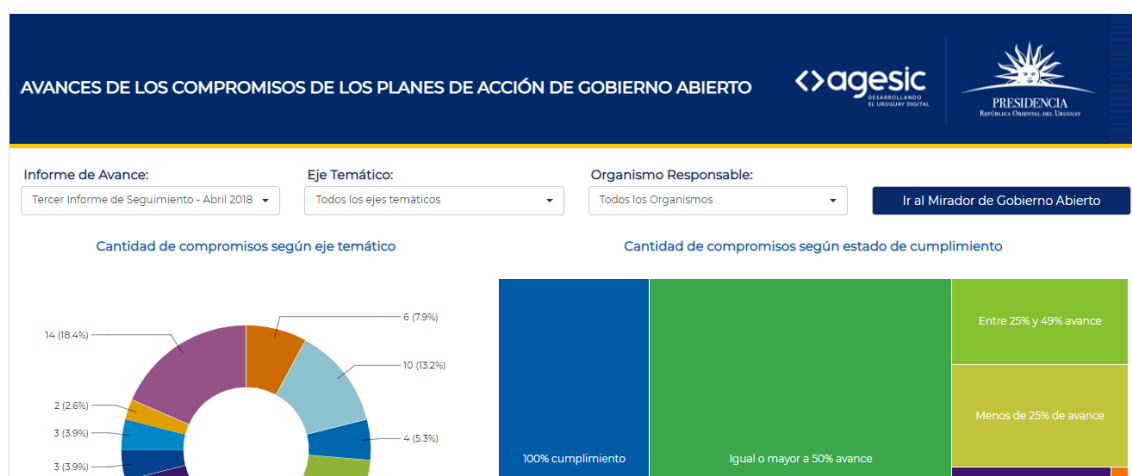 AVANCES DE LOS COMPROMISOS DE LOS PLANES DE ACCIÓN DE GOBIERNO ABIERTO
<>agesic
DESARROLLANDO
EL URUGUAY DIGITAL
PRESIDENCIA
REPÚBLICA ORIENTAL DEL URUGUAY
Informe de Avance:
Eje Temático:
Organismo Responsable:
Tercer Informe de Seguimiento - Abril 2018
Todos los ejes temáticos
Todos los Organismos
Ir al Mirador de Gobierno Abierto
Cantidad de compromisos según eje temático
Cantidad de compromisos según estado de cumplimiento
6 (7.9%)
14 (18.4%)
10 (13.2%)
2 (2.6%)
3 (3.9%)
4 (5.3%)
3 (3.9%)
Entre 25% y 49% avance
Menos de 25% de avance
100% cumplimiento
Igual o mayor a 50% avance